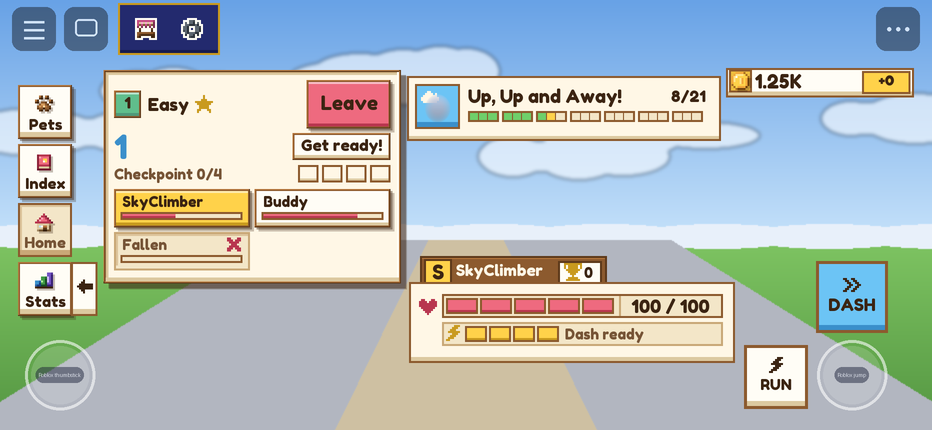 1 Easy
Leave
1
Get ready!
Checkpoint 0/4
SkyClimber
Buddy
Fallen
Up, Up and Away!
8/21
1.25K
+0
Pets
Index
Home
Stats
S SkyClimber
0
100 / 100
Dash ready
DASH
RUN
Roblox thumbstick
Roblox jump